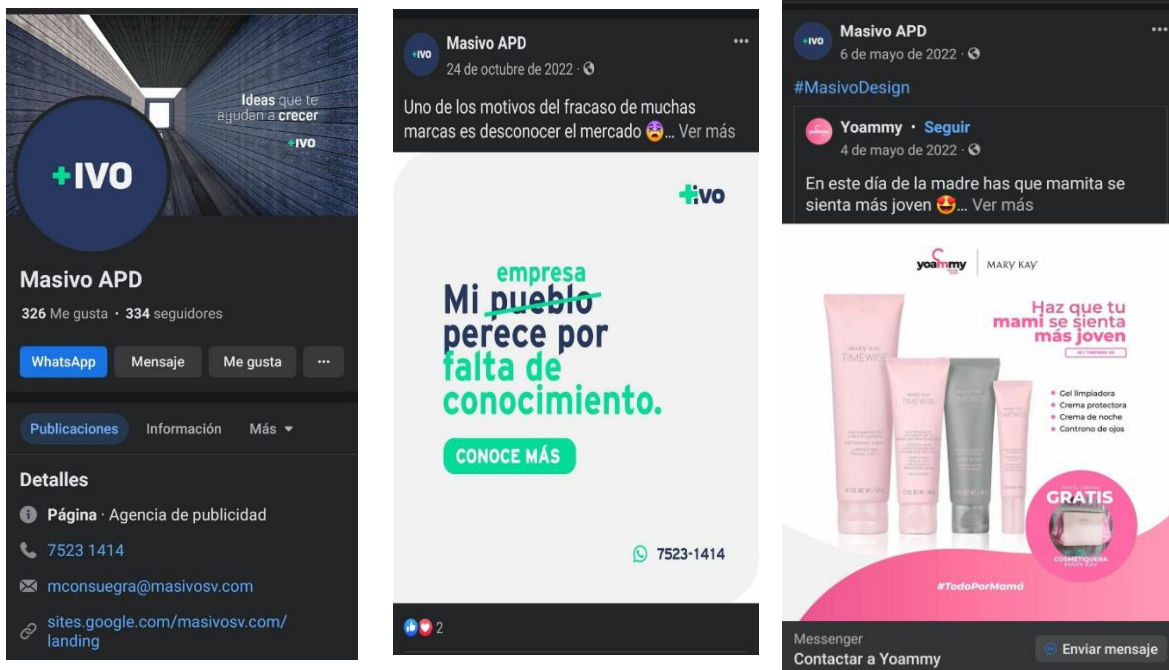 Ideas que te
ayudan a crecer
+IVO
+IVO
Masivo APD
326 Me gusta • 334 seguidores
WhatsApp
Mensaje
Me gusta
...
Publicaciones
Información
Más
Detalles
Página · Agencia de publicidad
7523 1414
mconsuegra@masivosv.com
sites.google.com/masivosv.com/
landing
+IVO
Masivo APD
...
24 de octubre de 2022 ·
Uno de los motivos del fracaso de muchas
marcas es desconocer el mercado 😨... Ver más
+ivo
empresa
Mi pueblo
perece por
falta de
conocimiento.
CONOCE MÁS
7523-1414
2
+IVO
Masivo APD
...
6 de mayo de 2022 ·
#MasivoDesign
Yoammy • Seguir
4 de mayo de 2022 ·
En este día de la madre has que mamita se
sienta más joven 🤩... Ver más
yoammy
MARY KAY
Haz que tu
mami se sienta
más joven
MARY KAY
TIMEWISE
Gel limpiadora
Crema protectora
Crema de noche
Controno de ojos
GRATIS
COSMETIQUERA
MARY KAY
#TodoPorMamá
Messenger
Contactar a Yoammy
Enviar mensaje